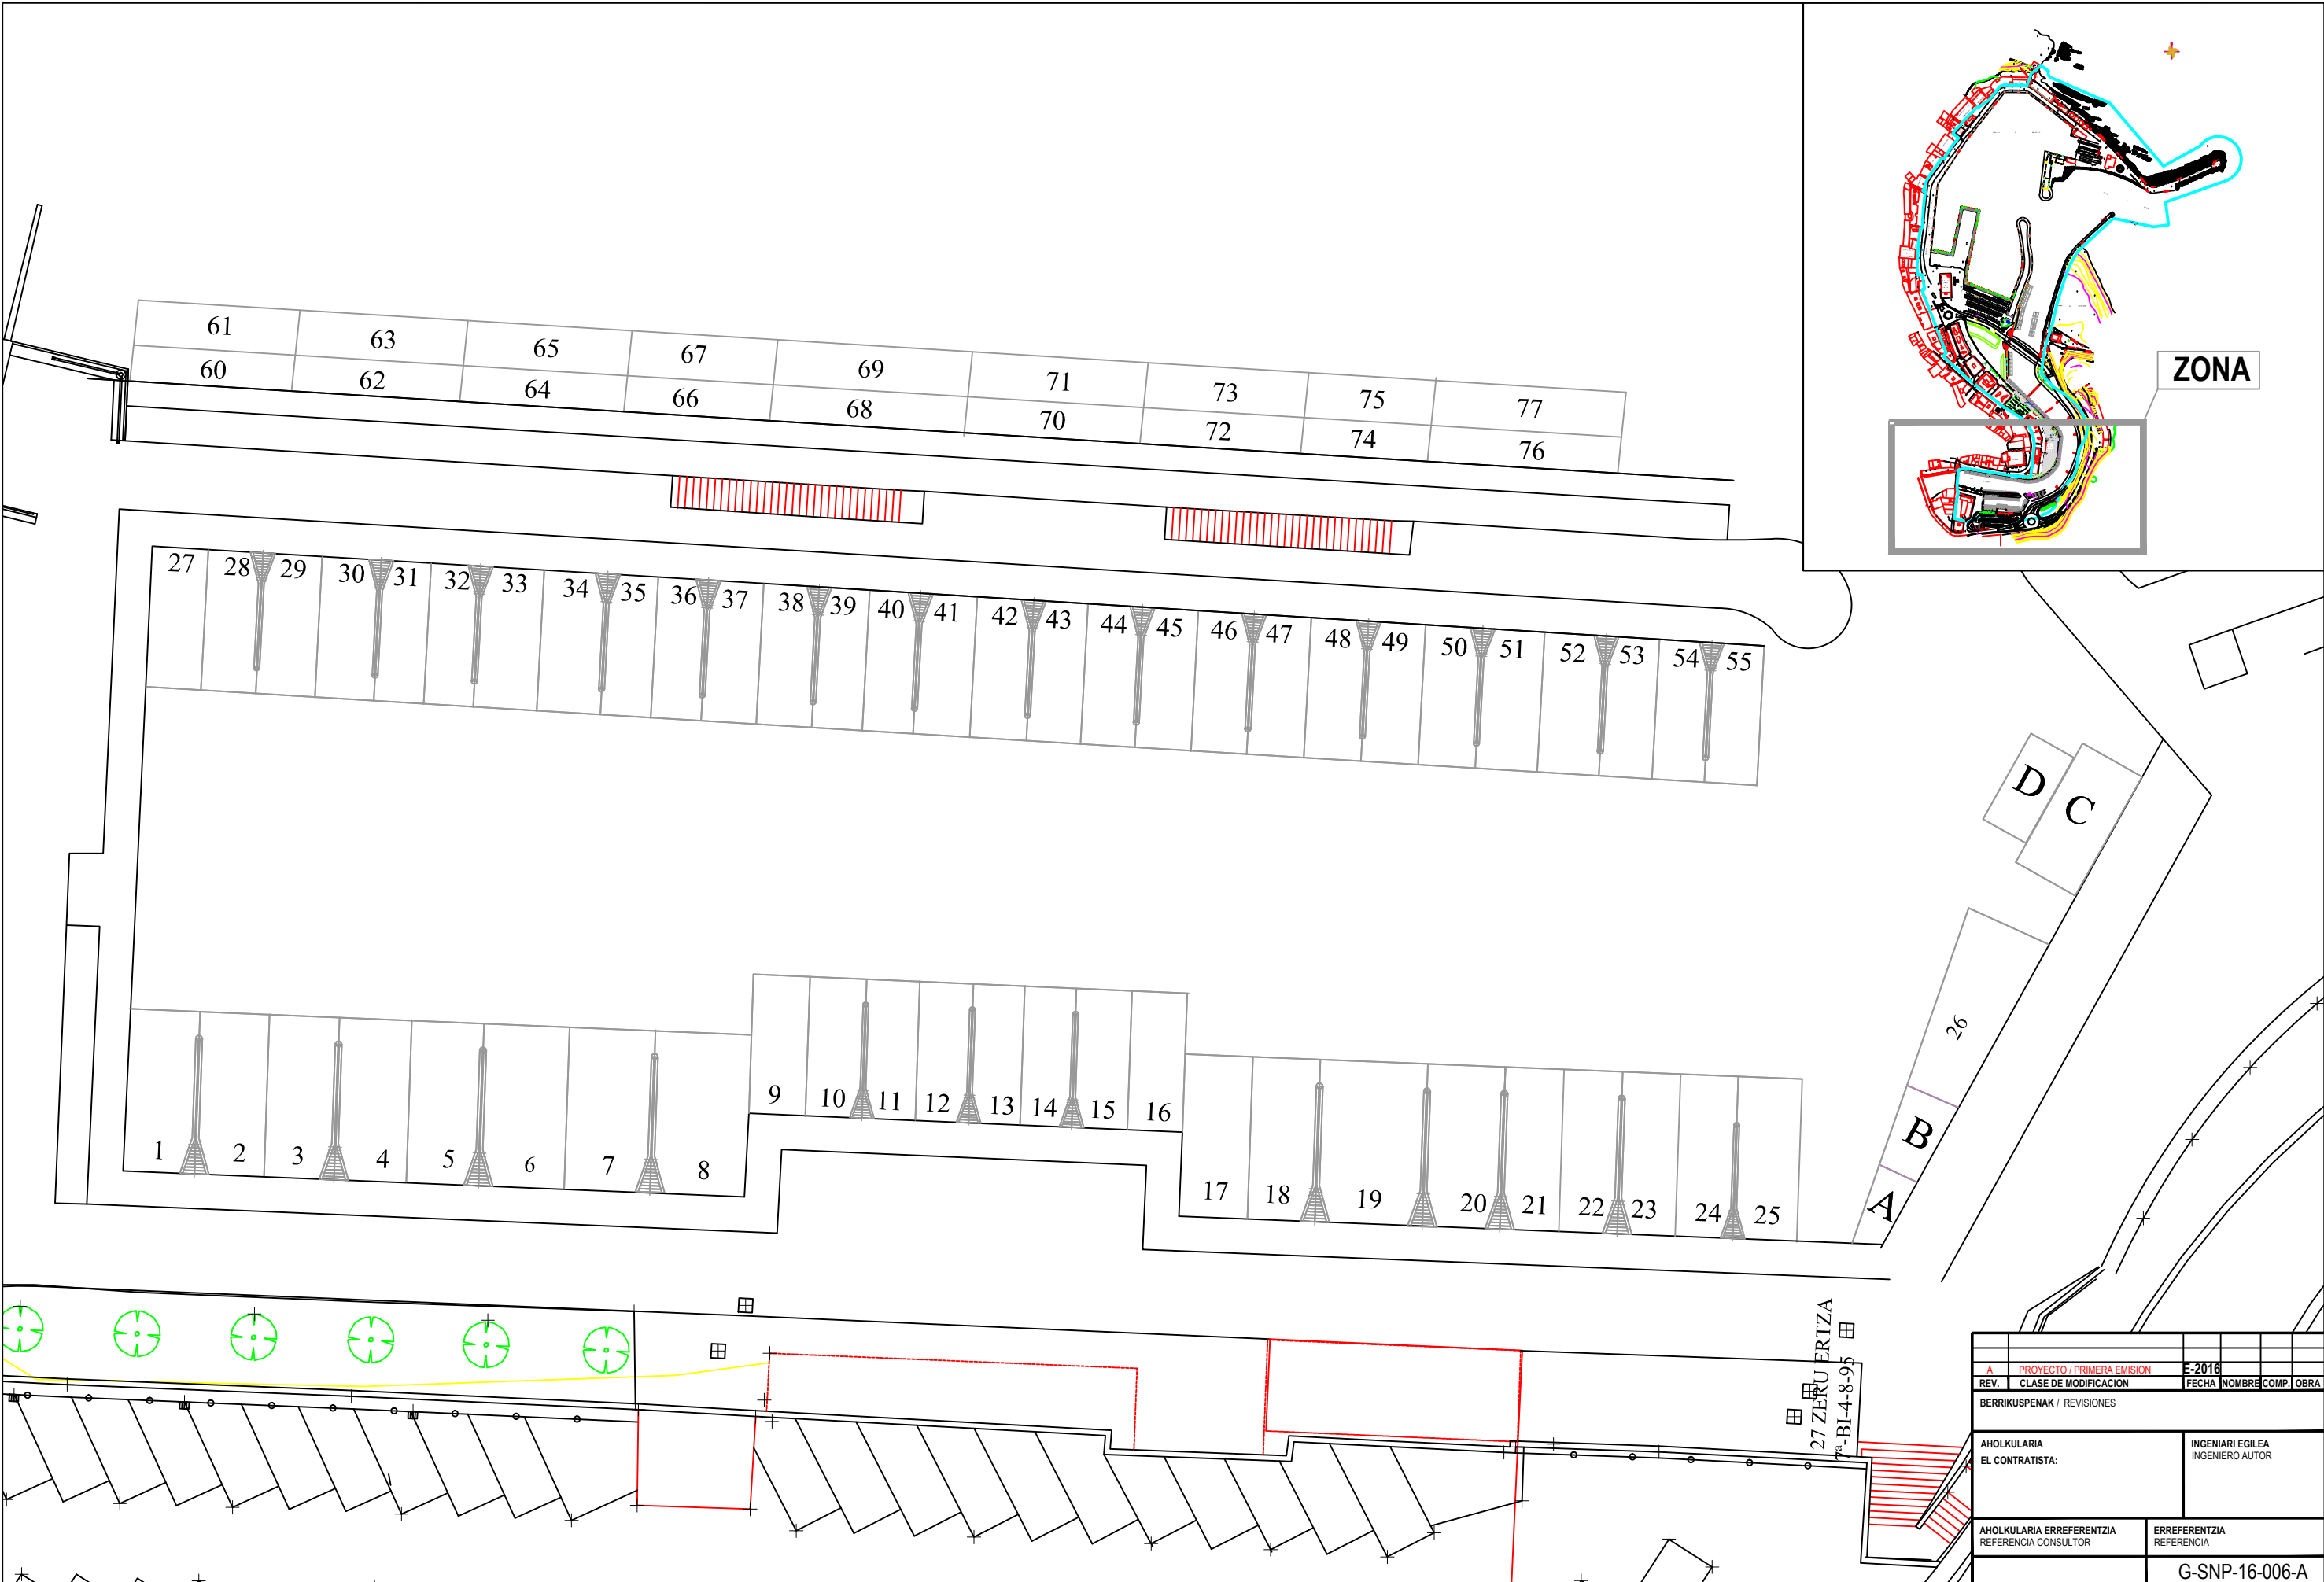 ZONA
61 63 65 67 69 71 73 75 77
60 62 64 66 68 70 72 74 76
27 28 29 30 31 32 33 34 35 36 37 38 39 40 41 42 43 44 45 46 47 48 49 50 51 52 53 54 55
D C
26
B
A
9 10 11 12 13 14 15 16
1 2 3 4 5 6 7 8
17 18 19 20 21 22 23 24 25
27 ZERU ERTZA
7ª-BI-4-8-95
A PROYECTO / PRIMERA EMISION E-2016
REV. CLASE DE MODIFICACION FECHA NOMBRE COMP. OBRA
BERRIKUSPENAK / REVISIONES
AHOLKULARIA
EL CONTRATISTA:
INGENIARI EGILEA
INGENIERO AUTOR
AHOLKULARIA ERREFERENTZIA
REFERENCIA CONSULTOR
ERREFERENTZIA
REFERENCIA
G-SNP-16-006-A